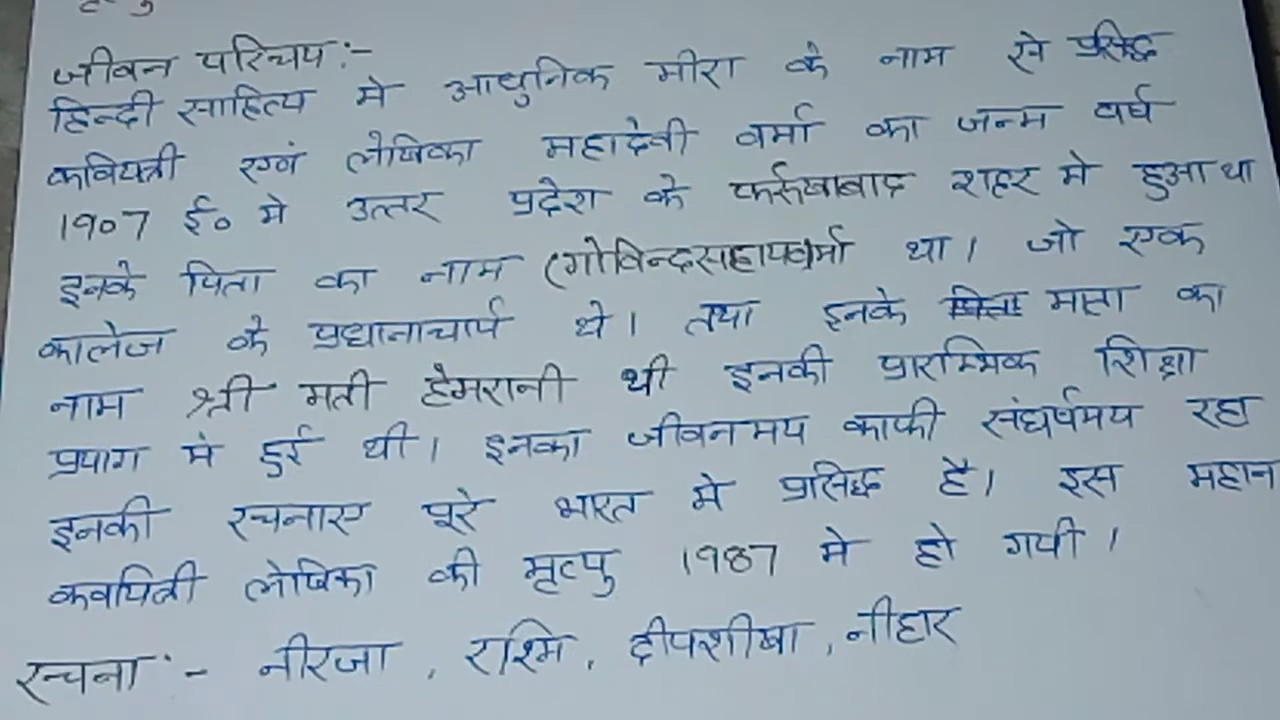 जीवन परिचय :-
हिन्दी साहित्य मे आधुनिक मीरा के नाम से प्रसिद्ध
कवियत्री एवं लेखिका महादेवी वर्मा का जन्म वर्ष
1907 ई० मे उत्तर प्रदेश के फर्रुखाबाद शहर मे हुआ था
इनके पिता का नाम (गोविन्दसहायवर्मा था। जो एक
कालेज के प्रधानाचार्य थे। तथा इनके माता का
नाम श्री मती हेमरानी थी इनकी प्रारम्भिक शिक्षा
प्रयाग मे हुई थी। इनका जीवनमय काफी संघर्षमय रहा
इनकी रचनाए पूरे भारत मे प्रसिद्ध है। इस महान
कवयित्री लेखिका की मृत्यु 1987 मे हो गयी।
रचना :- नीरजा, रश्मि, दीपशीखा, नीहार